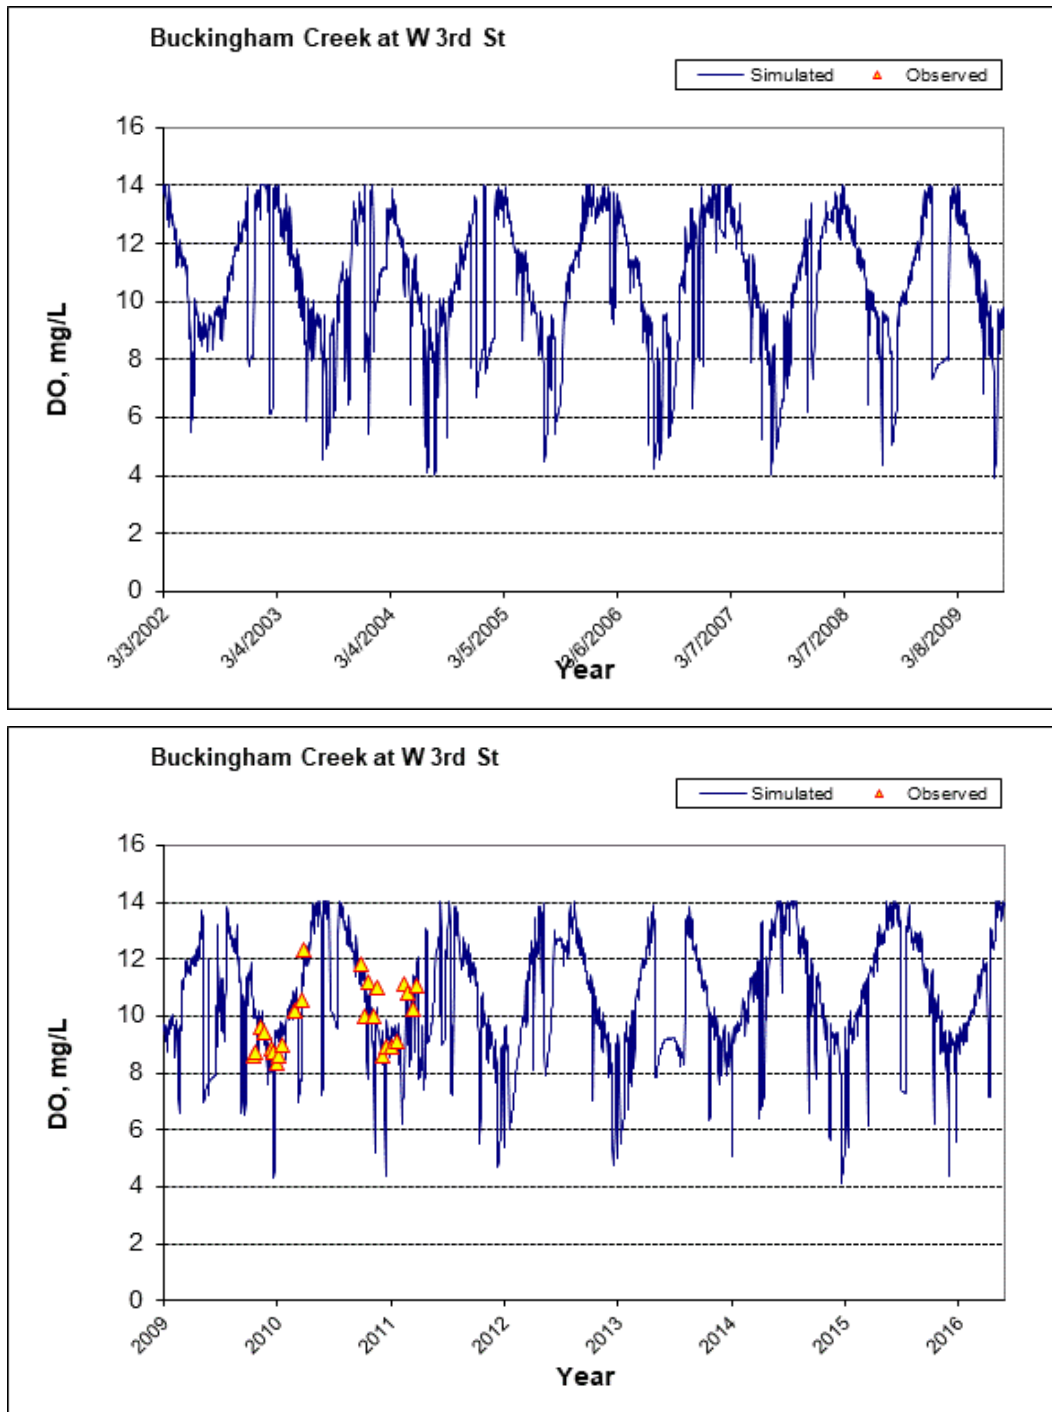 Buckingham Creek at W 3rd St
Simulated Observed
16
14
12
10
8
6
4
2
0
DO, mg/L
3/3/2002 3/4/2003 3/4/2004 3/5/2005 3/6/2006 3/7/2007 3/7/2008 3/8/2009
Year
Buckingham Creek at W 3rd St
Simulated Observed
16
14
12
10
8
6
4
2
0
DO, mg/L
2009 2010 2011 2012 2013 2014 2015 2016
Year